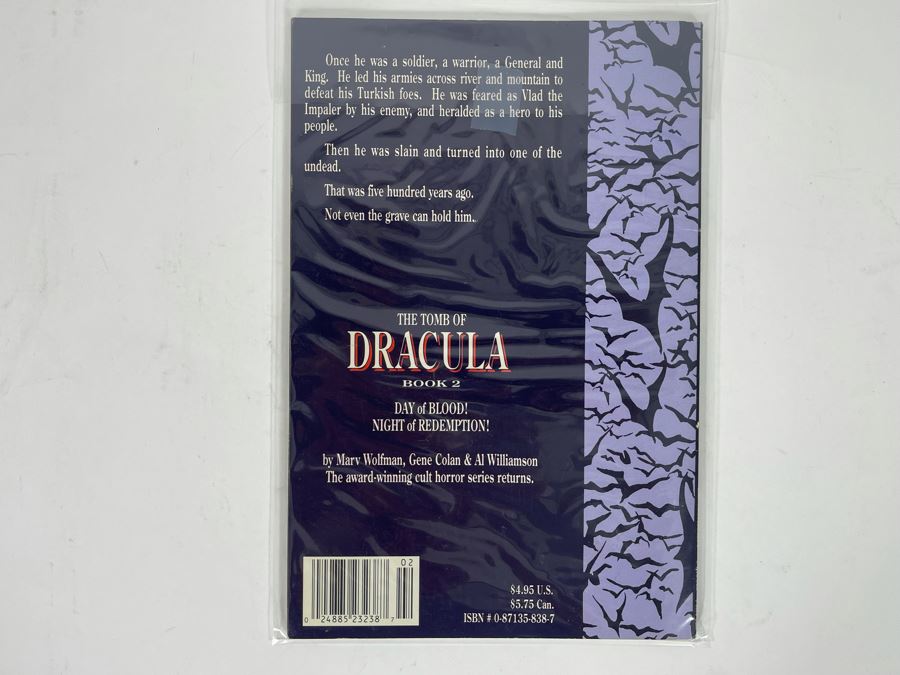 Once he was a soldier, a warrior, a General and
King. He led his armies across river and mountain to
defeat his Turkish foes. He was feared as Vlad the
Impaler by his enemy, and heralded as a hero to his
people.
Then he was slain and turned into one of the
undead.
That was five hundred years ago.
Not even the grave can hold him.
THE TOMB OF
DRACULA
BOOK 2
DAY of BLOOD!
NIGHT of REDEMPTION!
by Marv Wolfman, Gene Colan & Al Williamson
The award-winning cult horror series returns.
02
0 24885 23238 7
$4.95 U.S.
$5.75 Can.
ISBN # 0-87135-838-7